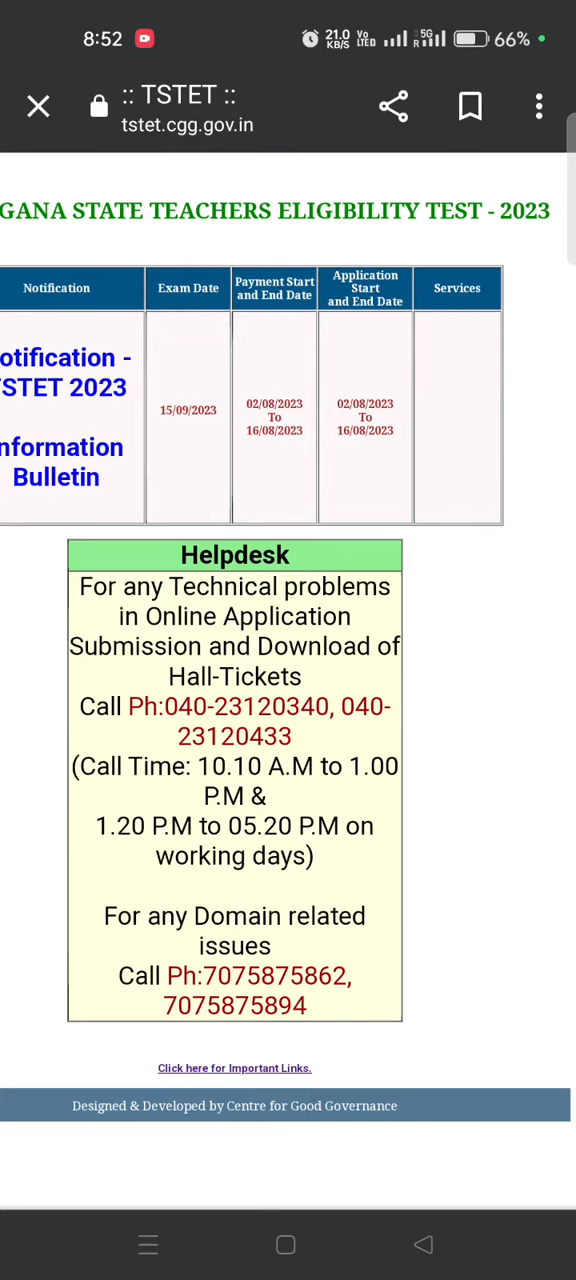 8:52
21.0 KB/S Vo LTED R 5G 66%
:: TSTET ::
tstet.cgg.gov.in
GANA STATE TEACHERS ELIGIBILITY TEST - 2023
Notification
Exam Date
Payment Start
and End Date
Application
Start
and End Date
Services
otification -
TSTET 2023
nformation
Bulletin
15/09/2023
02/08/2023
To
16/08/2023
02/08/2023
To
16/08/2023
Helpdesk
For any Technical problems
in Online Application
Submission and Download of
Hall-Tickets
Call Ph:040-23120340, 040-
23120433
(Call Time: 10.10 A.M to 1.00
P.M &
1.20 P.M to 05.20 P.M on
working days)
For any Domain related
issues
Call Ph:7075875862,
7075875894
Click here for Important Links.
Designed & Developed by Centre for Good Governance